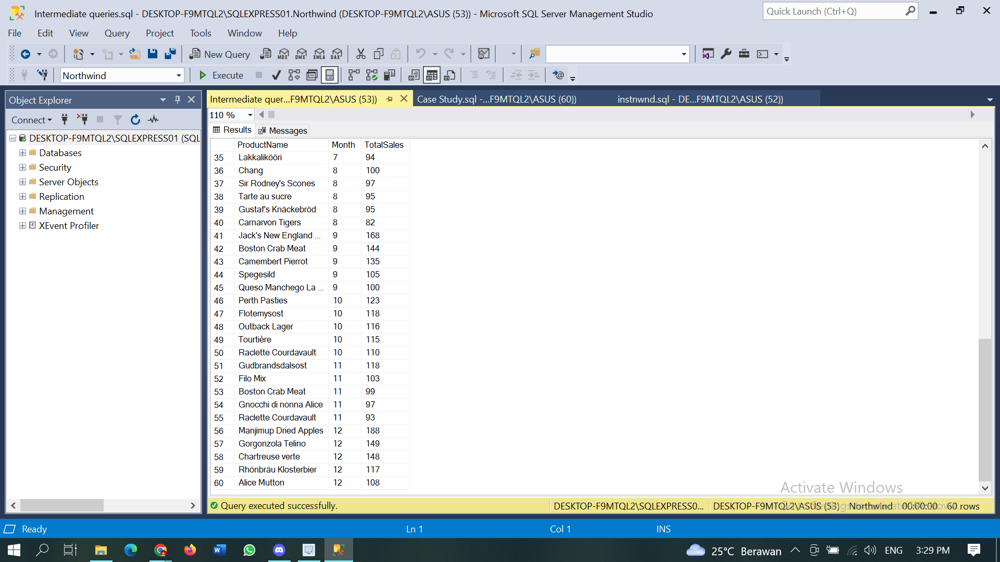 Intermediate queries.sql - DESKTOP-F9MTQL2\SQLEXPRESS01.Northwind (DESKTOP-F9MTQL2\ASUS (53)) - Microsoft SQL Server Management Studio
Quick Launch (Ctrl+Q)
File Edit View Query Project Tools Window Help
New Query MDX DMX XMLA DAX
Northwind Execute
Object Explorer
Connect
DESKTOP-F9MTQL2\SQLEXPRESS01 (SQL
Databases
Security
Server Objects
Replication
Management
XEvent Profiler
Intermediate quer...F9MTQL2\ASUS (53)) Case Study.sql -...F9MTQL2\ASUS (60)) instnwnd.sql - DE...F9MTQL2\ASUS (52))
110 %
Results Messages
ProductName Month TotalSales
35 Lakkalikööri 7 94
36 Chang 8 100
37 Sir Rodney's Scones 8 97
38 Tarte au sucre 8 95
39 Gustaf's Knäckebröd 8 95
40 Carnarvon Tigers 8 82
41 Jack's New England ... 9 168
42 Boston Crab Meat 9 144
43 Camembert Pierrot 9 135
44 Spegesild 9 105
45 Queso Manchego La ... 9 100
46 Perth Pasties 10 123
47 Flotemysost 10 118
48 Outback Lager 10 116
49 Tourtière 10 115
50 Raclette Courdavault 10 110
51 Gudbrandsdalsost 11 118
52 Filo Mix 11 103
53 Boston Crab Meat 11 99
54 Gnocchi di nonna Alice 11 97
55 Raclette Courdavault 11 93
56 Manjimup Dried Apples 12 188
57 Gorgonzola Telino 12 149
58 Chartreuse verte 12 148
59 Rhönbräu Klosterbier 12 117
60 Alice Mutton 12 108
Activate Windows
Go to Settings to activate Windows.
Query executed successfully. DESKTOP-F9MTQL2\SQLEXPRESS0... DESKTOP-F9MTQL2\ASUS (53) Northwind 00:00:00 60 rows
Ready Ln 1 Col 1 INS
25°C Berawan ENG 3:29 PM